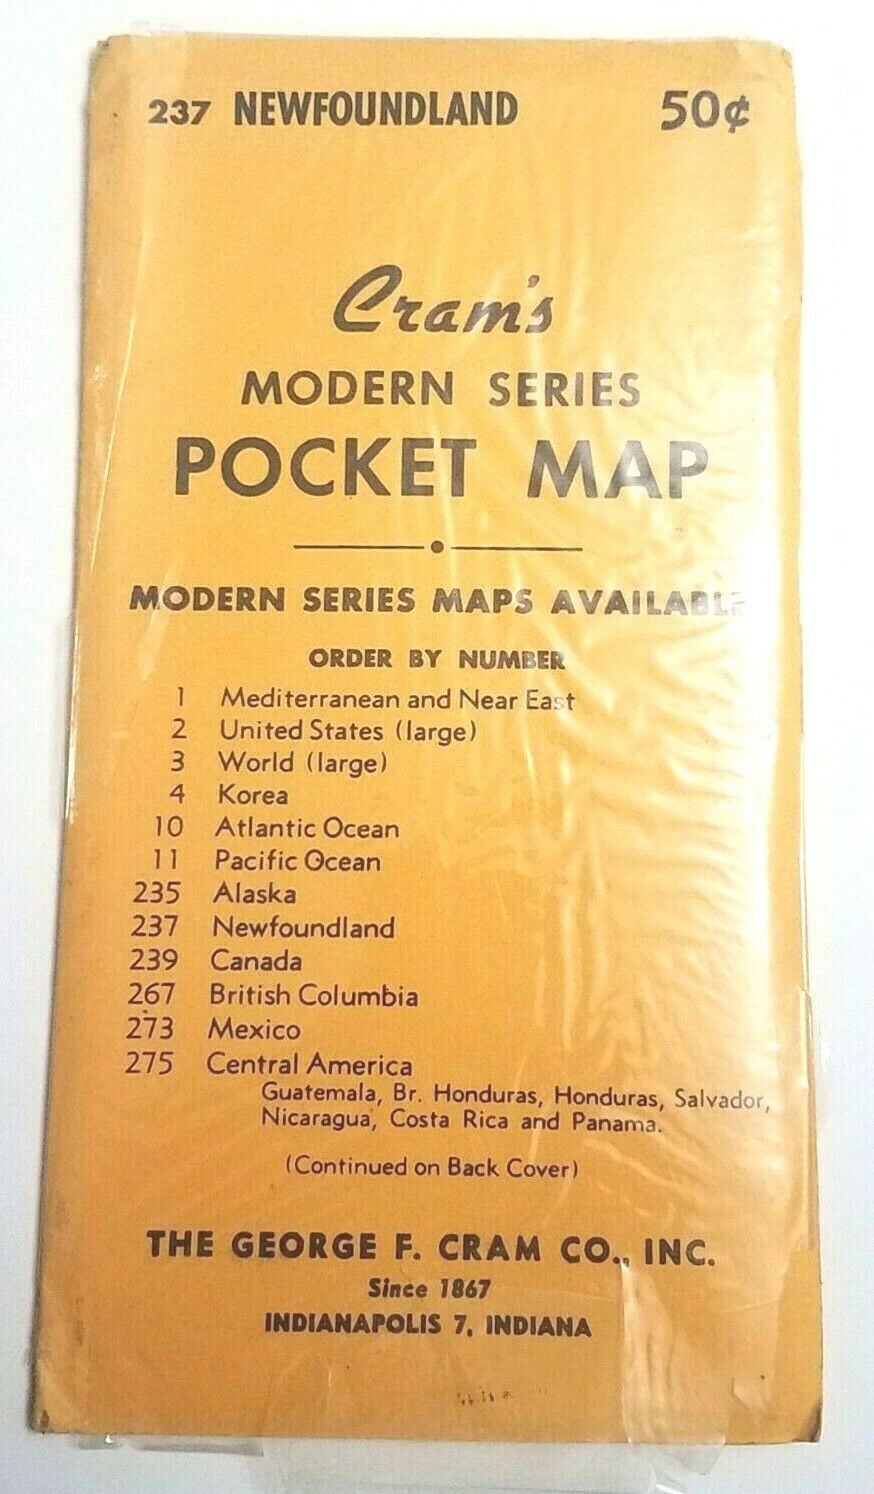 237 NEWFOUNDLAND 50¢
Cram's
MODERN SERIES
POCKET MAP
MODERN SERIES MAPS AVAILABLE
ORDER BY NUMBER
1 Mediterranean and Near East
2 United States (large)
3 World (large)
4 Korea
10 Atlantic Ocean
11 Pacific Ocean
235 Alaska
237 Newfoundland
239 Canada
267 British Columbia
273 Mexico
275 Central America
Guatemala, Br. Honduras, Honduras, Salvador,
Nicaragua, Costa Rica and Panama.
(Continued on Back Cover)
THE GEORGE F. CRAM CO., INC.
Since 1867
INDIANAPOLIS 7, INDIANA